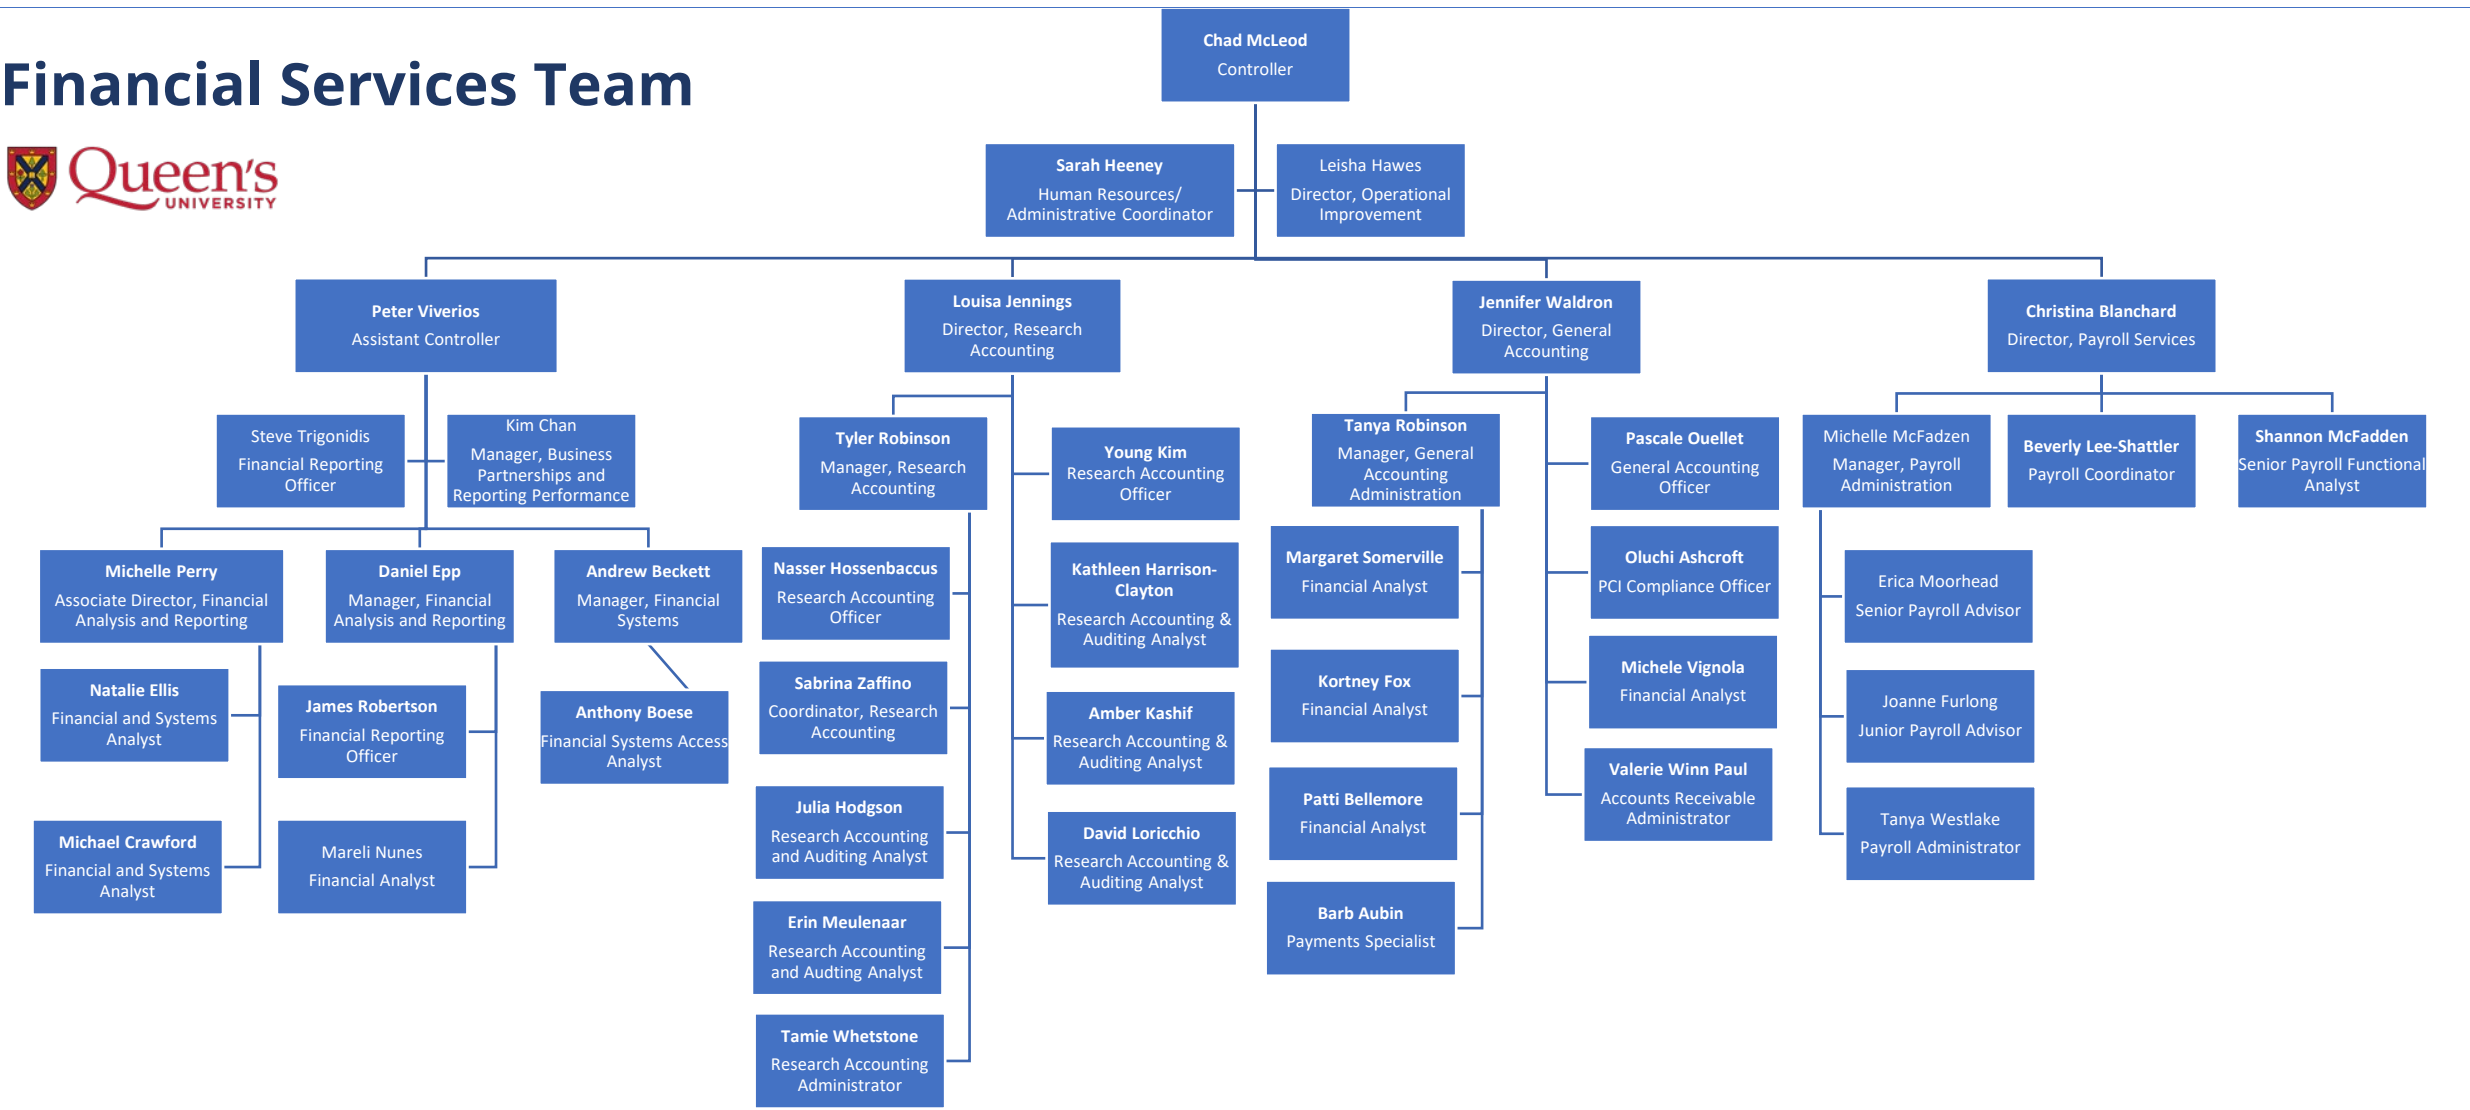 Financial Services Team
Queen's
UNIVERSITY
Chad McLeod
Controller
Sarah Heeney
Human Resources/
Administrative Coordinator
Leisha Hawes
Director, Operational
Improvement
Peter Viverios
Assistant Controller
Louisa Jennings
Director, Research
Accounting
Jennifer Waldron
Director, General
Accounting
Christina Blanchard
Director, Payroll Services
Steve Trigonidis
Financial Reporting
Officer
Kim Chan
Manager, Business
Partnerships and
Reporting Performance
Michelle Perry
Associate Director, Financial
Analysis and Reporting
Daniel Epp
Manager, Financial
Analysis and Reporting
Andrew Beckett
Manager, Financial
Systems
Natalie Ellis
Financial and Systems
Analyst
Michael Crawford
Financial and Systems
Analyst
James Robertson
Financial Reporting
Officer
Mareli Nunes
Financial Analyst
Anthony Boese
Financial Systems Access
Analyst
Tyler Robinson
Manager, Research
Accounting
Nasser Hossenbaccus
Research Accounting
Officer
Sabrina Zaffino
Coordinator, Research
Accounting
Julia Hodgson
Research Accounting
and Auditing Analyst
Erin Meulenaar
Research Accounting
and Audting Analyst
Tamie Whetstone
Research Accounting
Administrator
Young Kim
Research Accounting
Officer
Kathleen Harrison-
Clayton
Research Accounting &
Auditing Analyst
Amber Kashif
Research Accounting &
Auditing Analyst
David Loricchio
Research Accounting &
Auditing Analyst
Tanya Robinson
Manager, General
Accounting
Administration
Margaret Somerville
Financial Analyst
Kortney Fox
Financial Analyst
Patti Bellemore
Financial Analyst
Barb Aubin
Payments Specialist
Pascale Ouellet
General Accounting
Officer
Oluchi Ashcroft
PCI Compliance Officer
Michele Vignola
Financial Analyst
Valerie Winn Paul
Accounts Receivable
Administrator
Michelle McFadzen
Manager, Payroll
Administration
Beverly Lee-Shattler
Payroll Coordinator
Shannon McFadden
Senior Payroll Functional
Analyst
Erica Moorhead
Senior Payroll Advisor
Joanne Furlong
Junior Payroll Advisor
Tanya Westlake
Payroll Administrator